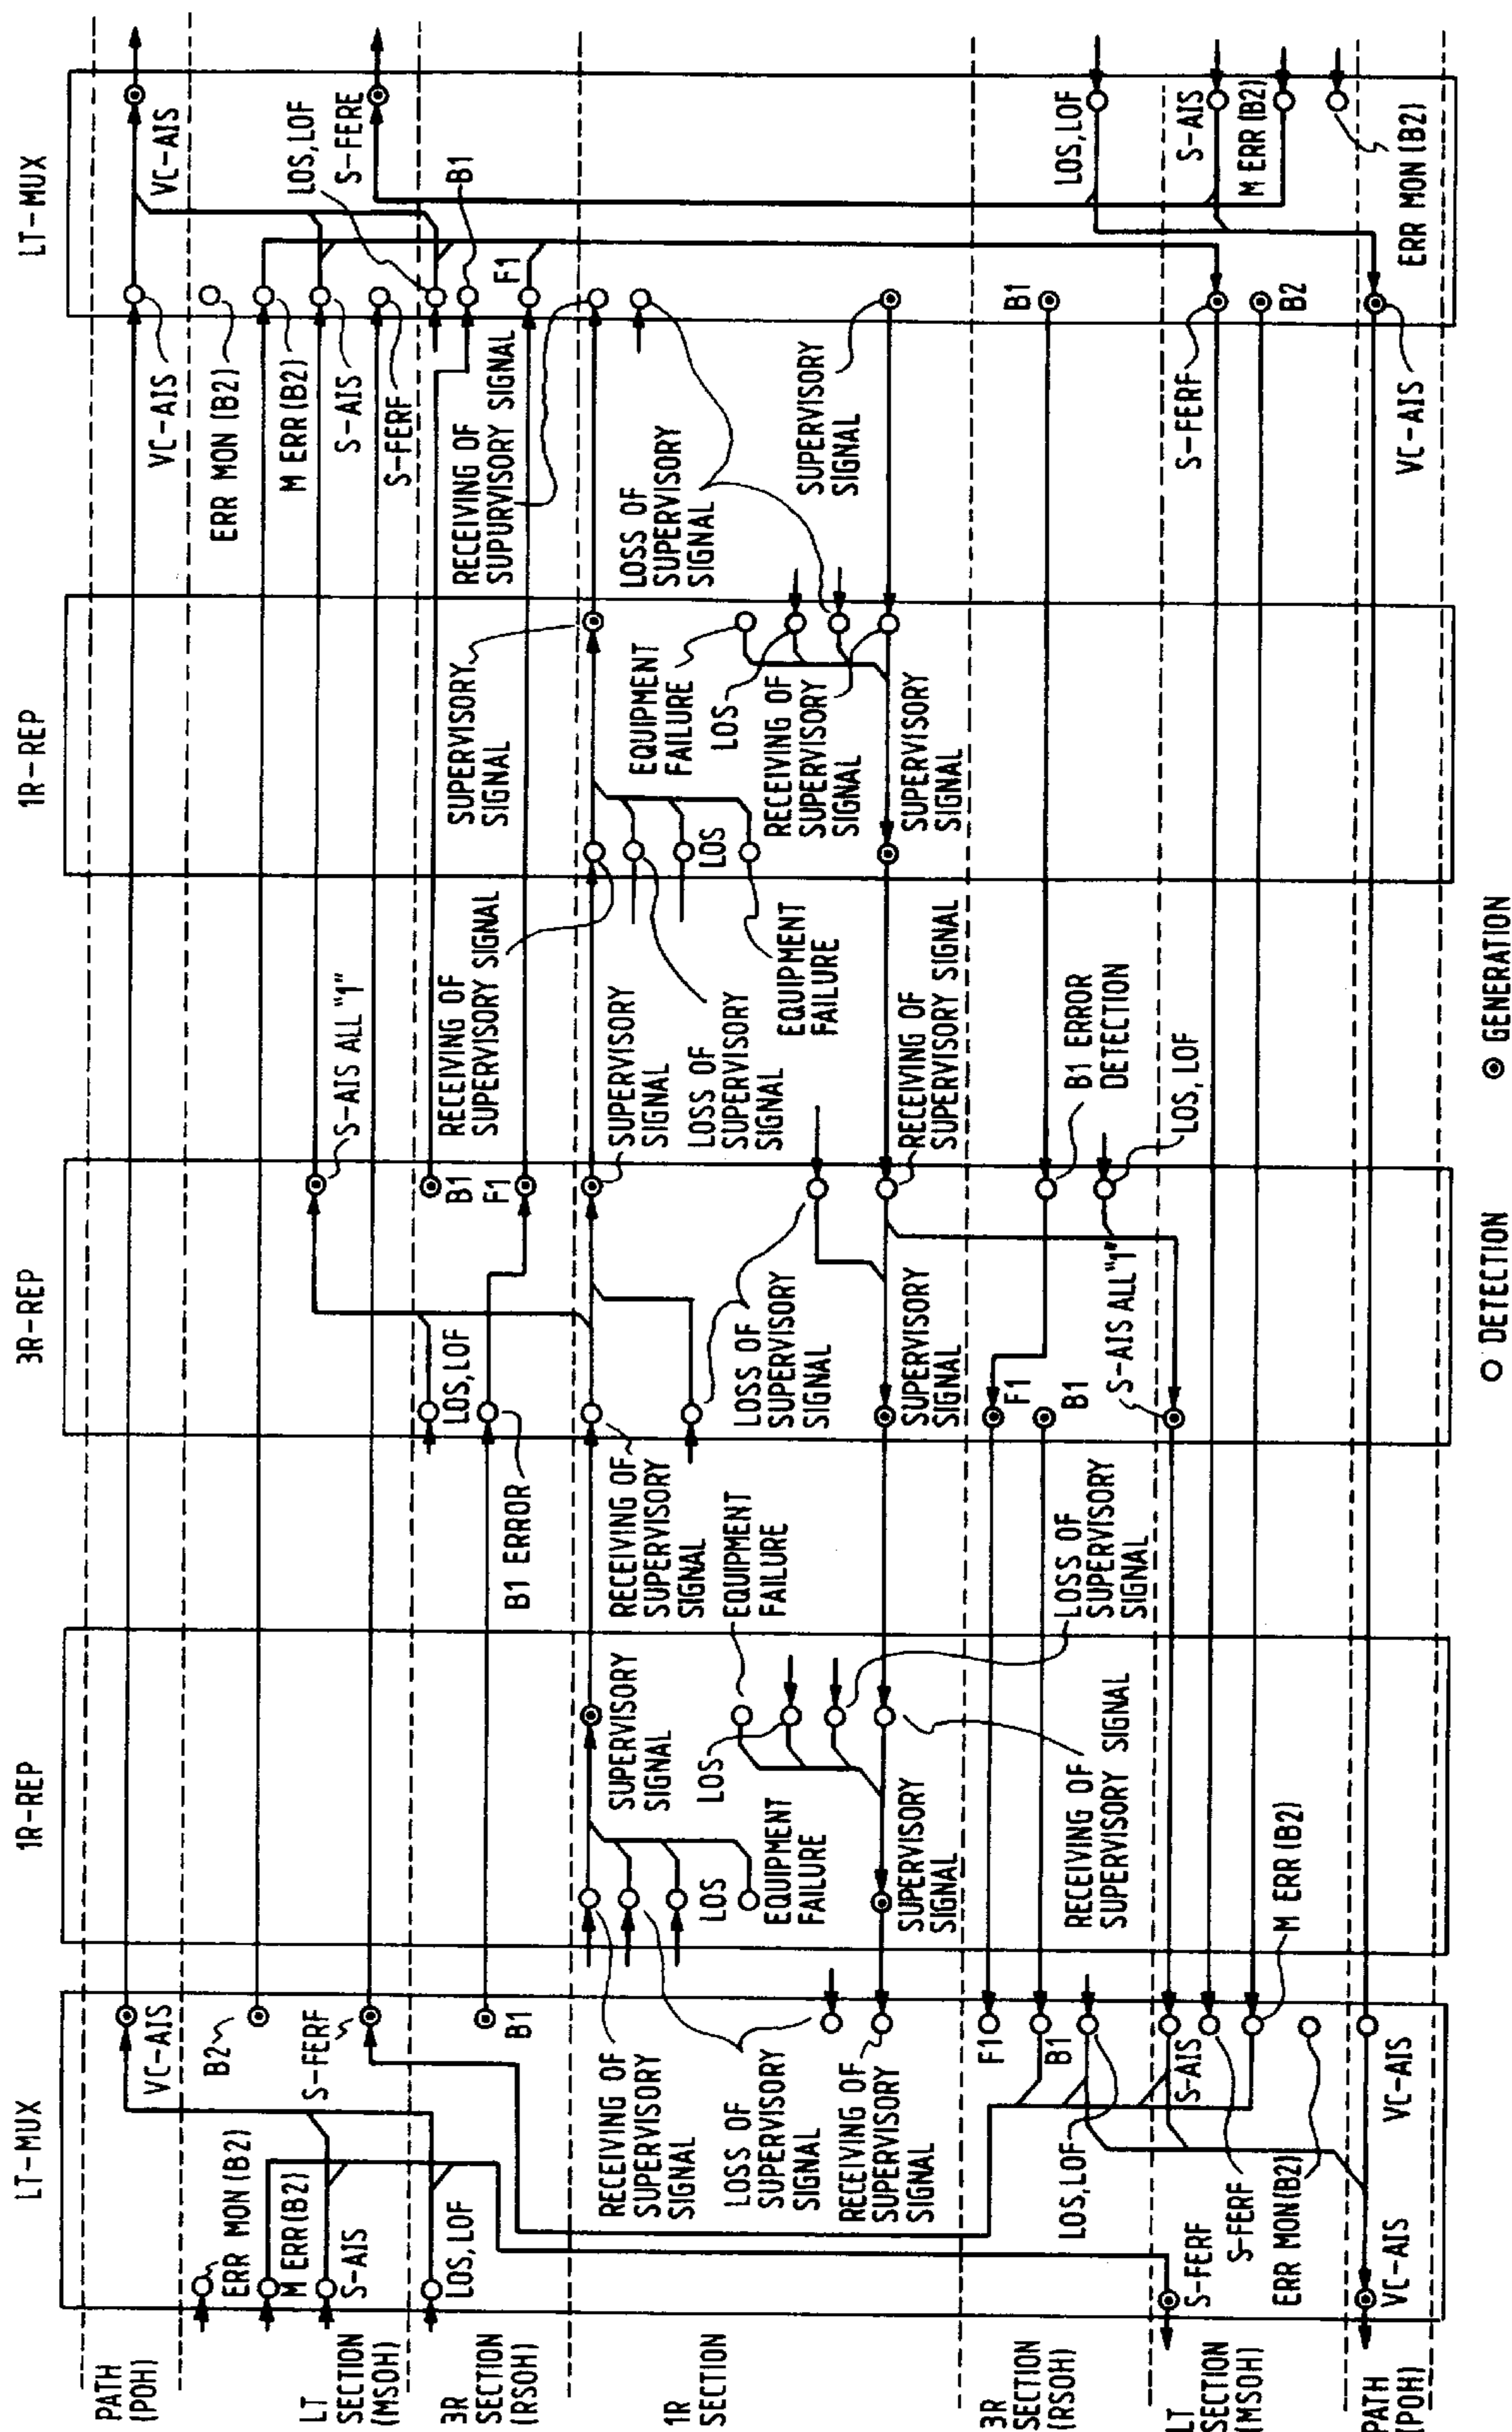 LT-MUX
1R-REP
3R-REP
1R-REP
LT-MUX
PATH
(POH)
LT
SECTION
(MSOH)
3R
SECTION
(RSOH)
1R
SECTION
3R
SECTION
(RSOH)
LT
SECTION
(MSOH)
PATH
(POH)
ERR MON (B2)
M ERR(B2)
S-AIS
LOS, LOF
VC-AIS
B2
S-FERF
B1
RECEIVING OF
SUPERVISORY
SIGNAL
LOSS OF
SUPERVISORY
SIGNAL
RECEIVING OF
SUPERVISORY
SIGNAL
F1
B1
LOS,LOF
S-AIS
S-FERF
S-FERF
M ERR (B2)
ERR MON(B2)
VC-AIS
VC-AIS
SUPERVISORY
SIGNAL
LOS
EQUIPMENT
FAILURE
LOS
EQUIPMENT
FAILURE
SUPERVISORY
SIGNAL
RECEIVING OF
SUPERVISORY SIGNAL
LOSS OF
SUPERVISORY
SIGNAL
B1 ERROR
RECEIVING OF
SUPERVISORY
SIGNAL
LOS,LOF
S-AIS ALL "1"
B1
F1
SUPERVISORY
SIGNAL
LOSS OF
SUPERVISORY
SIGNAL
SUPERVISORY
SIGNAL
RECEIVING OF
SUPERVISORY SIGNAL
F1
B1
S-AIS ALL "1"
B1 ERROR
DETECTION
LOS, LOF
RECEIVING OF
SUPERVISORY SIGNAL
LOSS OF
SUPERVISORY
SIGNAL
EQUIPMENT
FAILURE
LOS
SUPERVISORY
SIGNAL
EQUIPMENT
FAILURE
LOS
RECEIVING OF
SUPERVISORY
SIGNAL
SUPERVISORY
SIGNAL
LOSS OF
SUPERVISORY
SIGNAL
VC-AIS
ERR MON (B2)
M ERR (B2)
S-AIS
S-FERF
RECEIVING OF
SUPURVISORY SIGNAL
SUPERVISORY
SIGNAL
VC-AIS
LOS, LOF
S-FERE
B1
F1
B1
S-FERF
B2
VC-AIS
LOS,LOF
S-AIS
M ERR (B2)
ERR MON (B2)
DETECTION
GENERATION